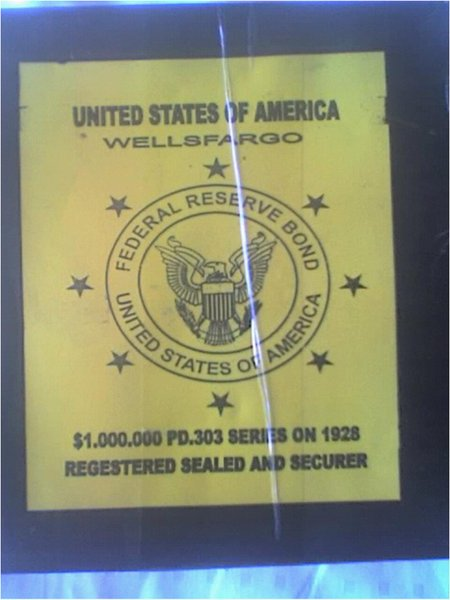 UNITED STATES OF AMERICA
WELLSFARGO
FEDERAL RESERVE BOND
UNITED STATES OF AMERICA
$1.000.000 PD.303 SERIES ON 1928
REGESTERED SEALED AND SECURER